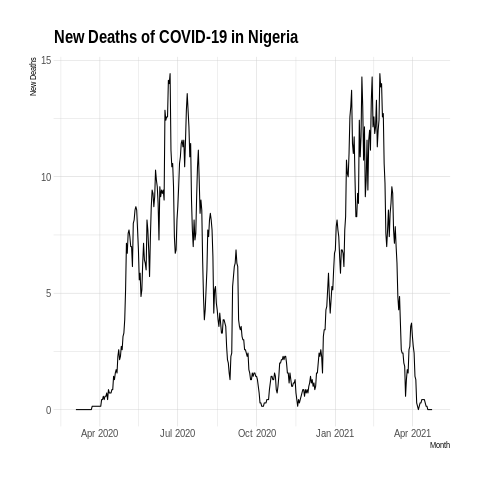 New Deaths of COVID-19 in Nigeria
New Deaths
15
10
5
0
Apr 2020 Jul 2020 Oct 2020 Jan 2021 Apr 2021
Month